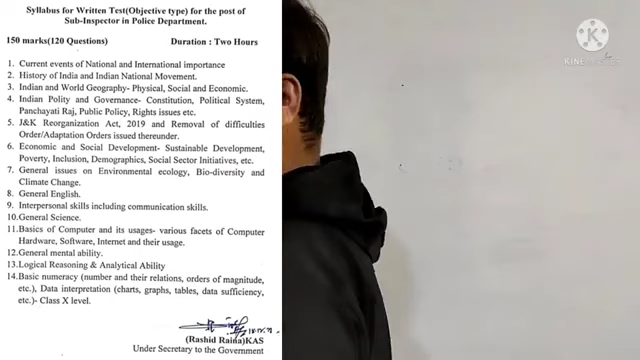 Syllabus for Written Test(Objective type) for the post of
Sub-Inspector in Police Department.
150 marks(120 Questions) Duration : Two Hours
1. Current events of National and International importance
2. History of India and Indian National Movement.
3. Indian and World Geography- Physical, Social and Economic.
4. Indian Polity and Governance- Constitution, Political System,
Panchayati Raj, Public Policy, Rights issues etc.
5. J&K Reorganization Act, 2019 and Removal of difficulties
Order/Adaptation Orders issued thereunder.
6. Economic and Social Development- Sustainable Development,
Poverty, Inclusion, Demographics, Social Sector Initiatives, etc.
7. General issues on Environmental ecology, Bio-diversity and
Climate Change.
8. General English.
9. Interpersonal skills including communication skills.
10.General Science.
11.Basics of Computer and its usages- various facets of Computer
Hardware, Software, Internet and their usage.
12.General mental ability.
13.Logical Reasoning & Analytical Ability
14.Basic numeracy (number and their relations, orders of magnitude,
etc.), Data interpretation (charts, graphs, tables, data sufficiency,
etc.)- Class X level.
(Rashid Raina)KAS
Under Secretary to the Government